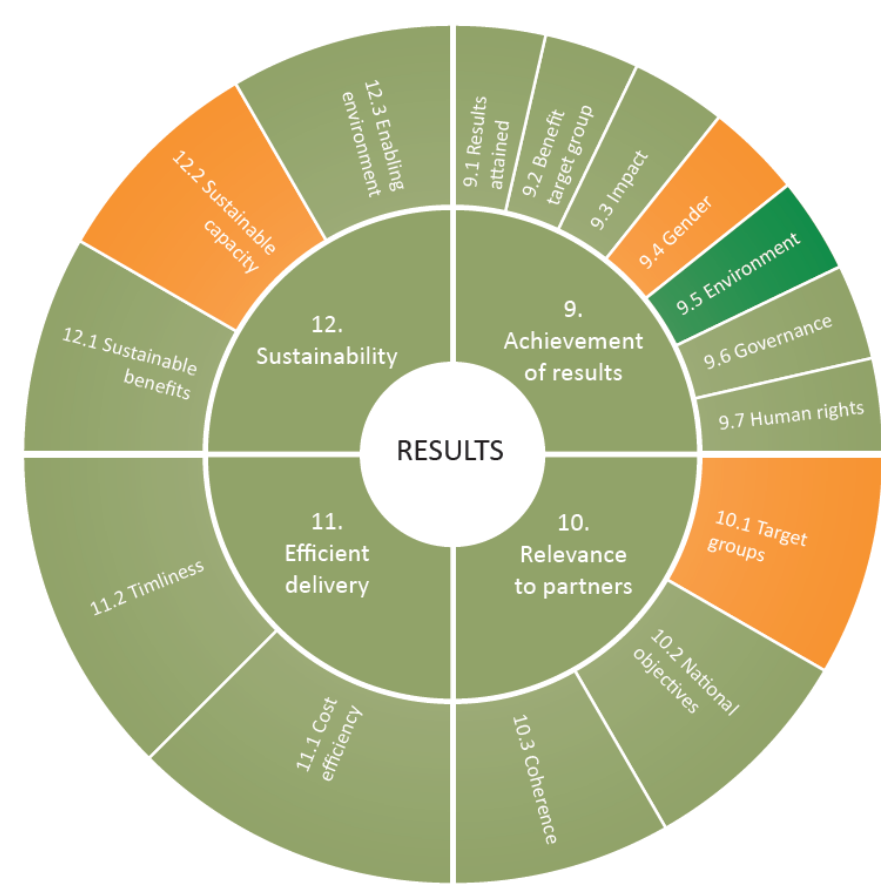 RESULTS
9.
Achievement
of results
9.1 Results
attained
9.2 Benefit
target group
9.3 Impact
9.4 Gender
9.5 Environment
9.6 Governance
9.7 Human rights
10.
Relevance
to partners
10.1 Target
groups
10.2 National
objectives
10.3 Coherence
11.
Efficient
delivery
11.1 Cost
efficiency
11.2 Timliness
12.
Sustainability
12.1 Sustainable
benefits
12.2 Sustainable
capacity
12.3 Enabling
environment